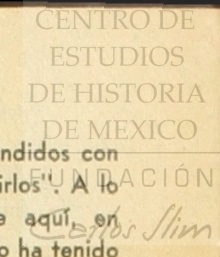 CENTRO DE
ESTUDIOS
DE HISTORIA
DE MEXICO
ndidos con
FUNDACIÓN
irlos". A lo
Carlos Slim
e aquí, en
o ha tenido